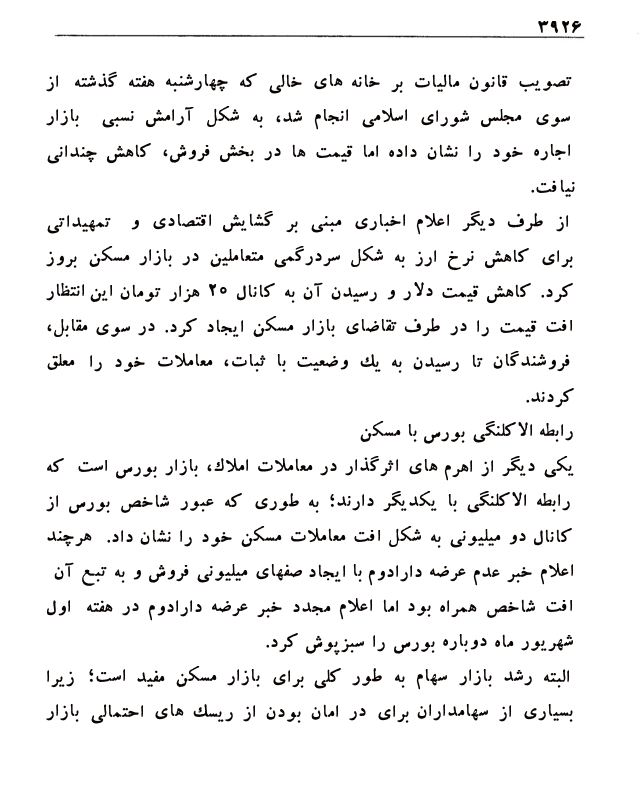 ۳۹۲۶
تصویب قانون مالیات بر خانه های خالی که چهارشنبه هفته گذشته از
سوی مجلس شورای اسلامی انجام شد، به شکل آرامش نسبی بازار
اجاره خود را نشان داده اما قیمت ها در بخش فروش، کاهش چندانی
نیافت.
از طرف دیگر اعلام اخباری مبنی بر گشایش اقتصادی و تمهیداتی
برای کاهش نرخ ارز به شکل سردرگمی متعاملین در بازار مسکن بروز
کرد. کاهش قیمت دلار و رسیدن آن به کانال ۲۵ هزار تومان این انتظار
افت قیمت را در طرف تقاضای بازار مسکن ایجاد کرد. در سوی مقابل،
فروشندگان تا رسیدن به یك وضعیت با ثبات، معاملات خود را معلق
کردند.
رابطه الاکلنگی بورس با مسکن
یکی دیگر از اهرم های اثرگذار در معاملات املاك، بازار بورس است که
رابطه الاکلنگی با یکدیگر دارند؛ به طوری که عبور شاخص بورس از
کانال دو میلیونی به شکل افت معاملات مسکن خود را نشان داد. هرچند
اعلام خبر عدم عرضه دارادوم با ایجاد صفهای میلیونی فروش و به تبع آن
افت شاخص همراه بود اما اعلام مجدد خبر عرضه دارادوم در هفته اول
شهریور ماه دوباره بورس را سبزپوش کرد.
البته رشد بازار سهام به طور کلی برای بازار مسکن مفید است؛ زیرا
بسیاری از سهامداران برای در امان بودن از ریسك های احتمالی بازار